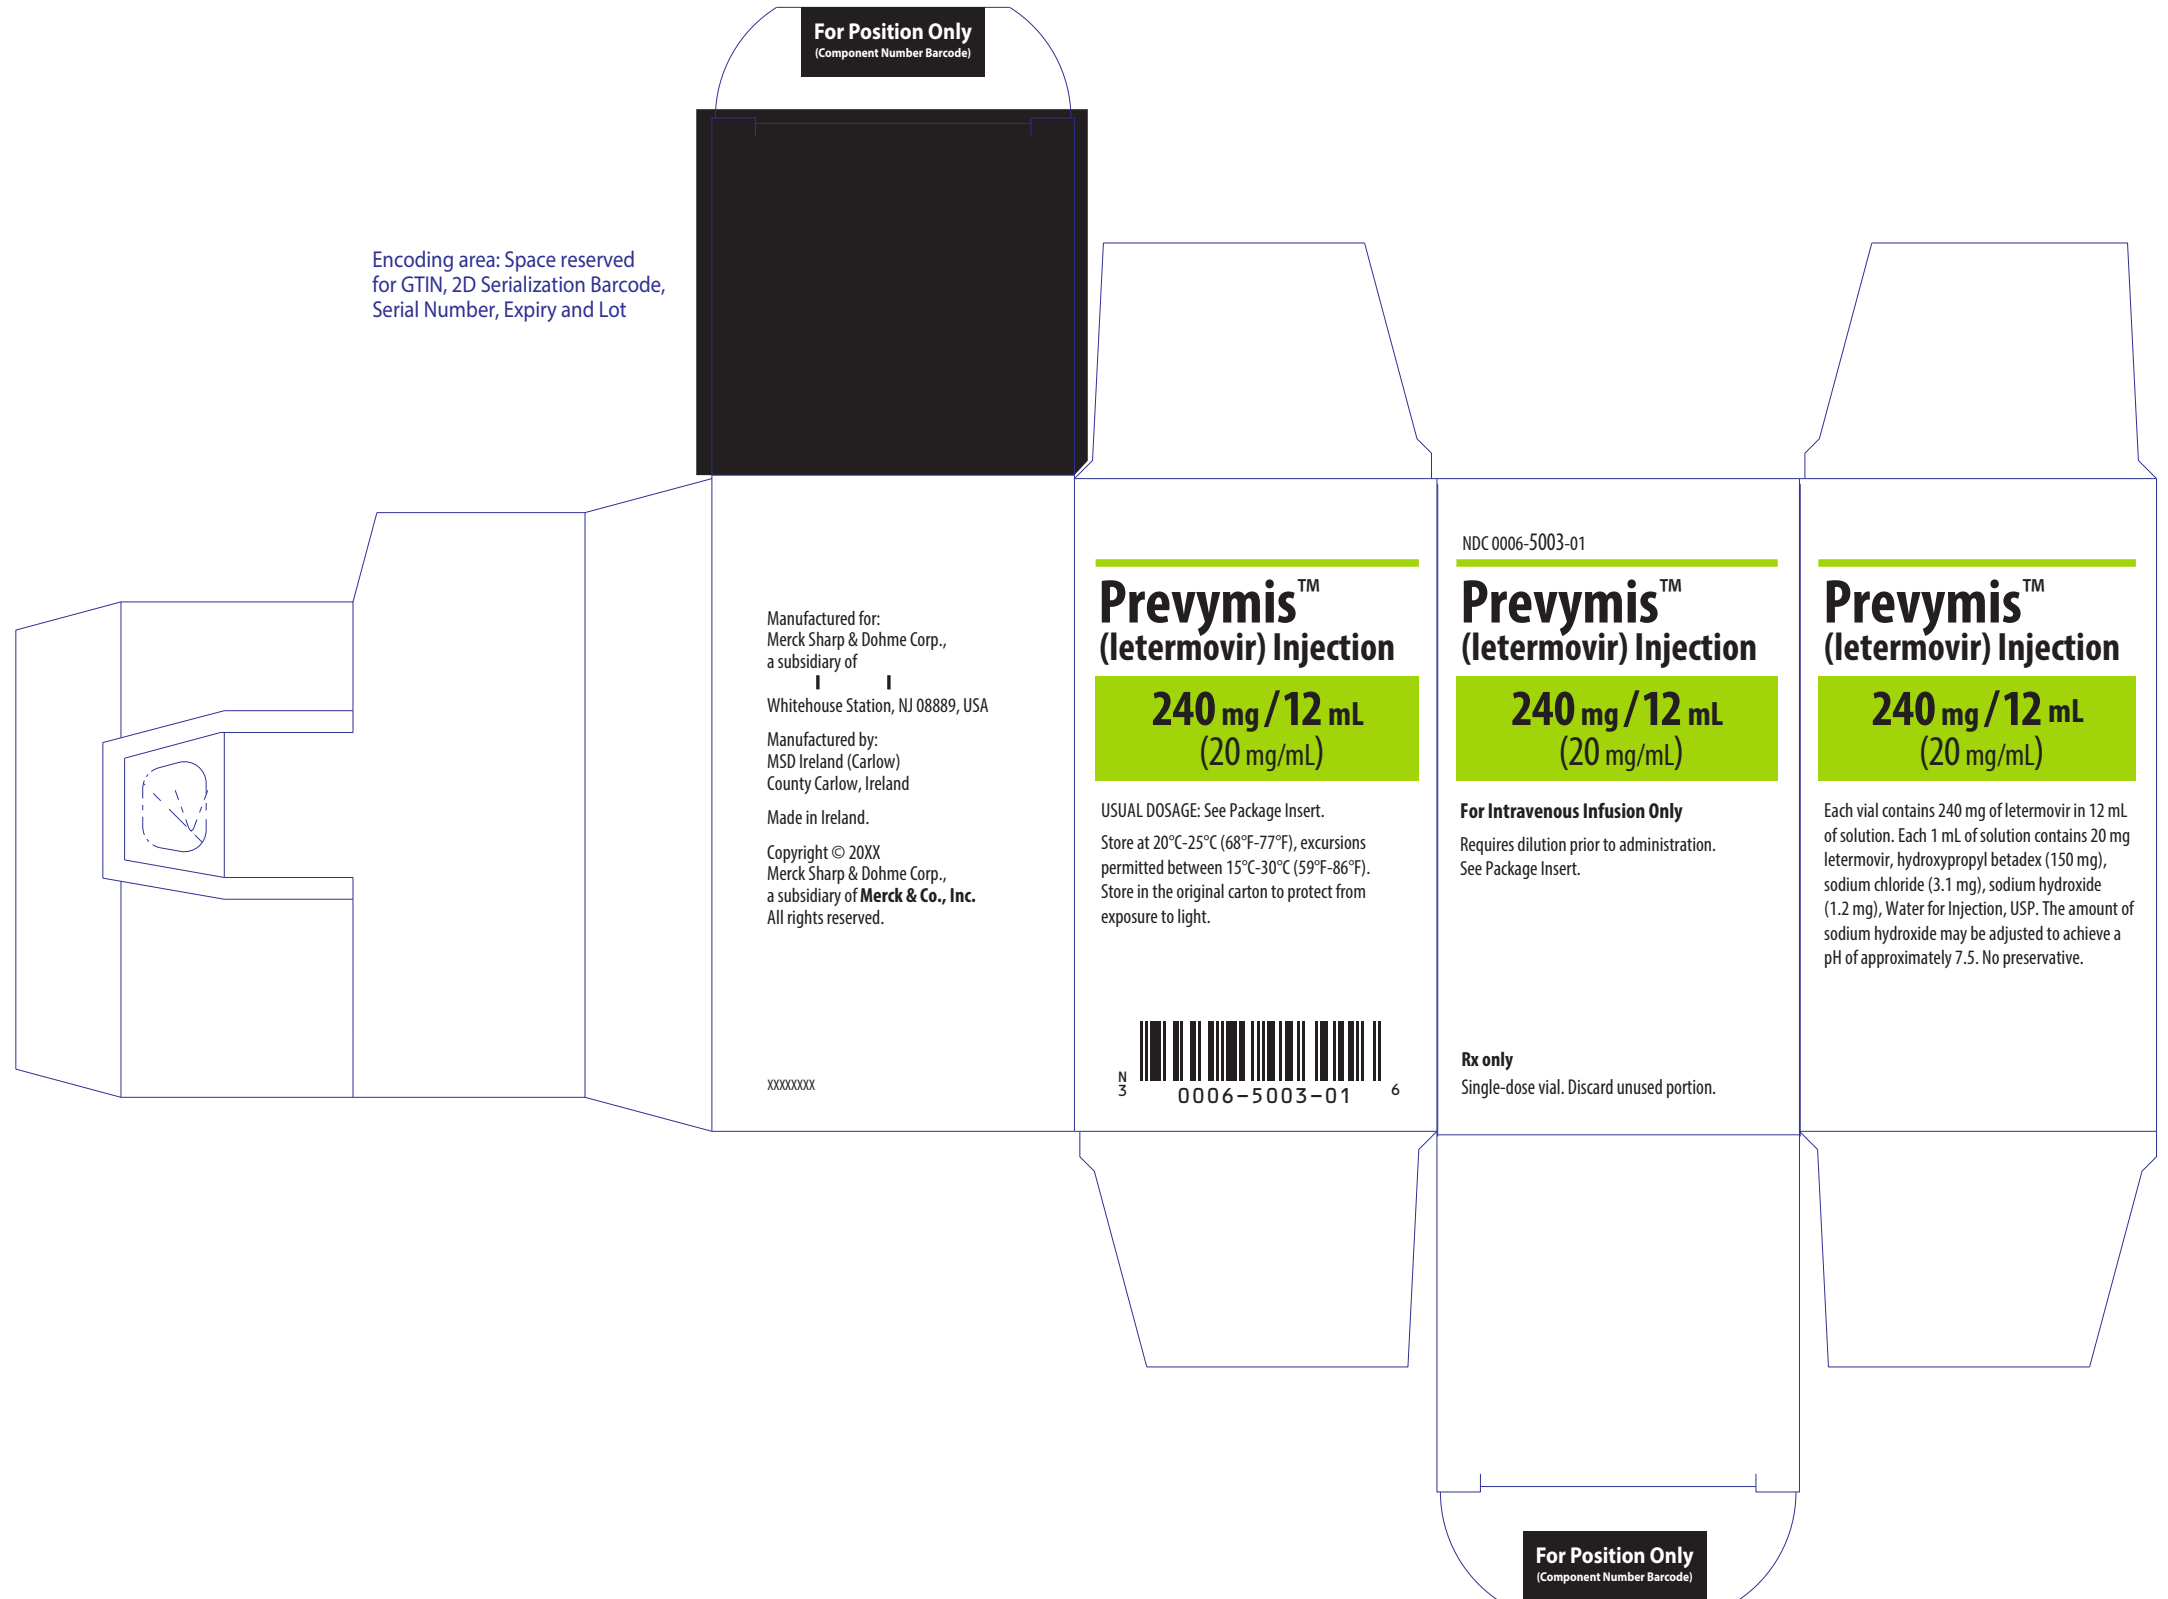 For Position Only
(Component Number Barcode)
Encoding area: Space reserved
for GTIN, 2D Serialization Barcode,
Serial Number, Expiry and Lot
Manufactured for:
Merck Sharp & Dohme Corp.,
a subsidiary of
Whitehouse Station, NJ 08889, USA
Manufactured by:
MSD Ireland (Carlow)
County Carlow, Ireland
Made in Ireland.
Copyright © 20XX
Merck Sharp & Dohme Corp.,
a subsidiary of Merck & Co., Inc.
All rights reserved.
XXXXXXXX
Prevymis™
(letermovir) Injection
240 mg/12 mL
(20 mg/mL)
USUAL DOSAGE: See Package Insert.
Store at 20°C-25°C (68°F-77°F), excursions
permitted between 15°C-30°C (59°F-86°F).
Store in the original carton to protect from
exposure to light.
N
3
0006-5003-01
6
NDC 0006-5003-01
Prevymis™
(letermovir) Injection
240 mg/12 mL
(20 mg/mL)
For Intravenous Infusion Only
Requires dilution prior to administration.
See Package Insert.
Rx only
Single-dose vial. Discard unused portion.
Prevymis™
(letermovir) Injection
240 mg/12 mL
(20 mg/mL)
Each vial contains 240 mg of letermovir in 12 mL
of solution. Each 1 mL of solution contains 20 mg
letermovir, hydroxypropyl betadex (150 mg),
sodium chloride (3.1 mg), sodium hydroxide
(1.2 mg), Water for Injection, USP. The amount of
sodium hydroxide may be adjusted to achieve a
pH of approximately 7.5. No preservative.
For Position Only
(Component Number Barcode)